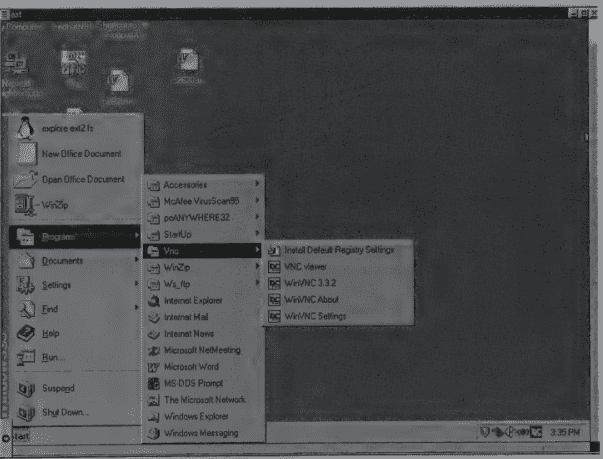 explore ext2 fs
New Office Document
Open Office Document
WinZip
Programs
Documents
Settings
Find
Help
Run...
Suspend
Shut Down...
Accessories
McAfee VirusScan95
pcANYWHERE32
StartUp
Vnc
WinZip
Ws_ftp
Internet Explorer
Internet Mail
Internet News
Microsoft NetMeeting
Microsoft Word
MS-DOS Prompt
The Microsoft Network
Windows Explorer
Windows Messaging
Install Default Registry Settings
VNC viewer
WinVNC 3.3.2
WinVNC About
WinVNC Settings
3:35 PM